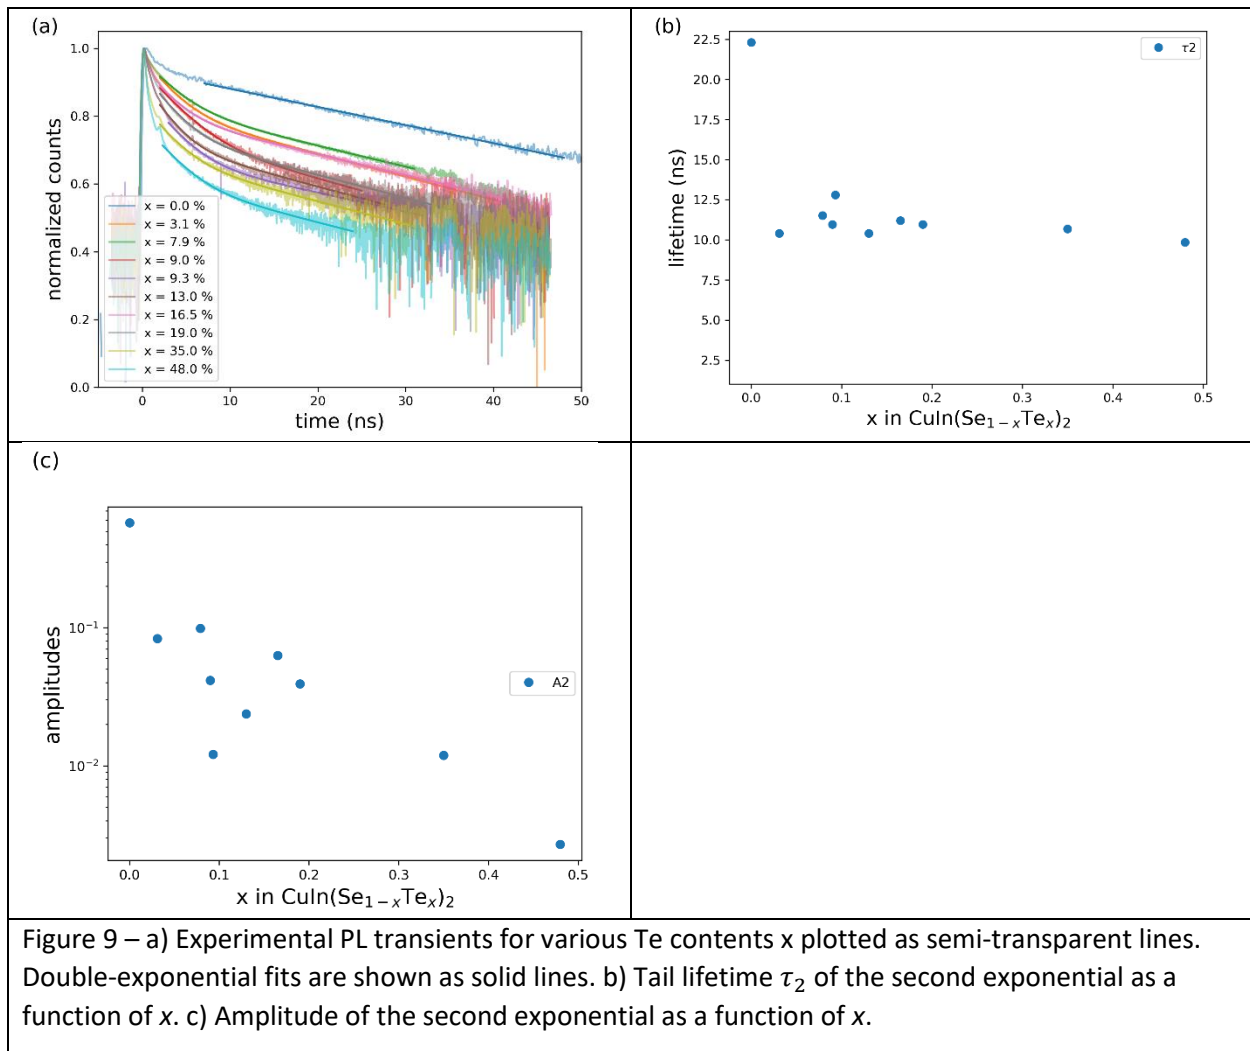 (a)
1.0
0.8
0.6
0.4
0.2
0.0
normalized counts
x = 0.0 %
x = 3.1 %
x = 7.9 %
x = 9.0 %
x = 9.3 %
x = 13.0 %
x = 16.5 %
x = 19.0 %
x = 35.0 %
x = 48.0 %
0 10 20 30 40 50
time (ns)
(b)
22.5
20.0
17.5
15.0
12.5
10.0
7.5
5.0
2.5
lifetime (ns)
τ2
0.0 0.1 0.2 0.3 0.4 0.5
x in CuIn(Se₁₋ₓTeₓ)₂
(c)
10⁻¹
10⁻²
amplitudes
A2
0.0 0.1 0.2 0.3 0.4 0.5
x in CuIn(Se₁₋ₓTeₓ)₂
Figure 9 – a) Experimental PL transients for various Te contents x plotted as semi-transparent lines.
Double-exponential fits are shown as solid lines. b) Tail lifetime τ₂ of the second exponential as a
function of x. c) Amplitude of the second exponential as a function of x.